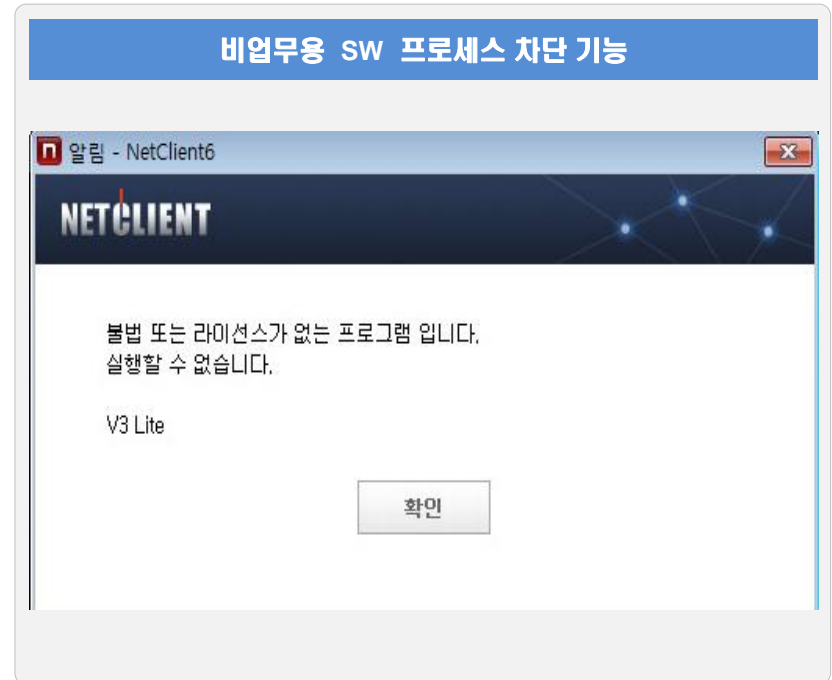 비업무용 SW 프로세스 차단 기능
알림 - NetClient6
NETCLIENT
불법 또는 라이선스가 없는 프로그램 입니다.
실행할 수 없습니다.
V3 Lite
확인